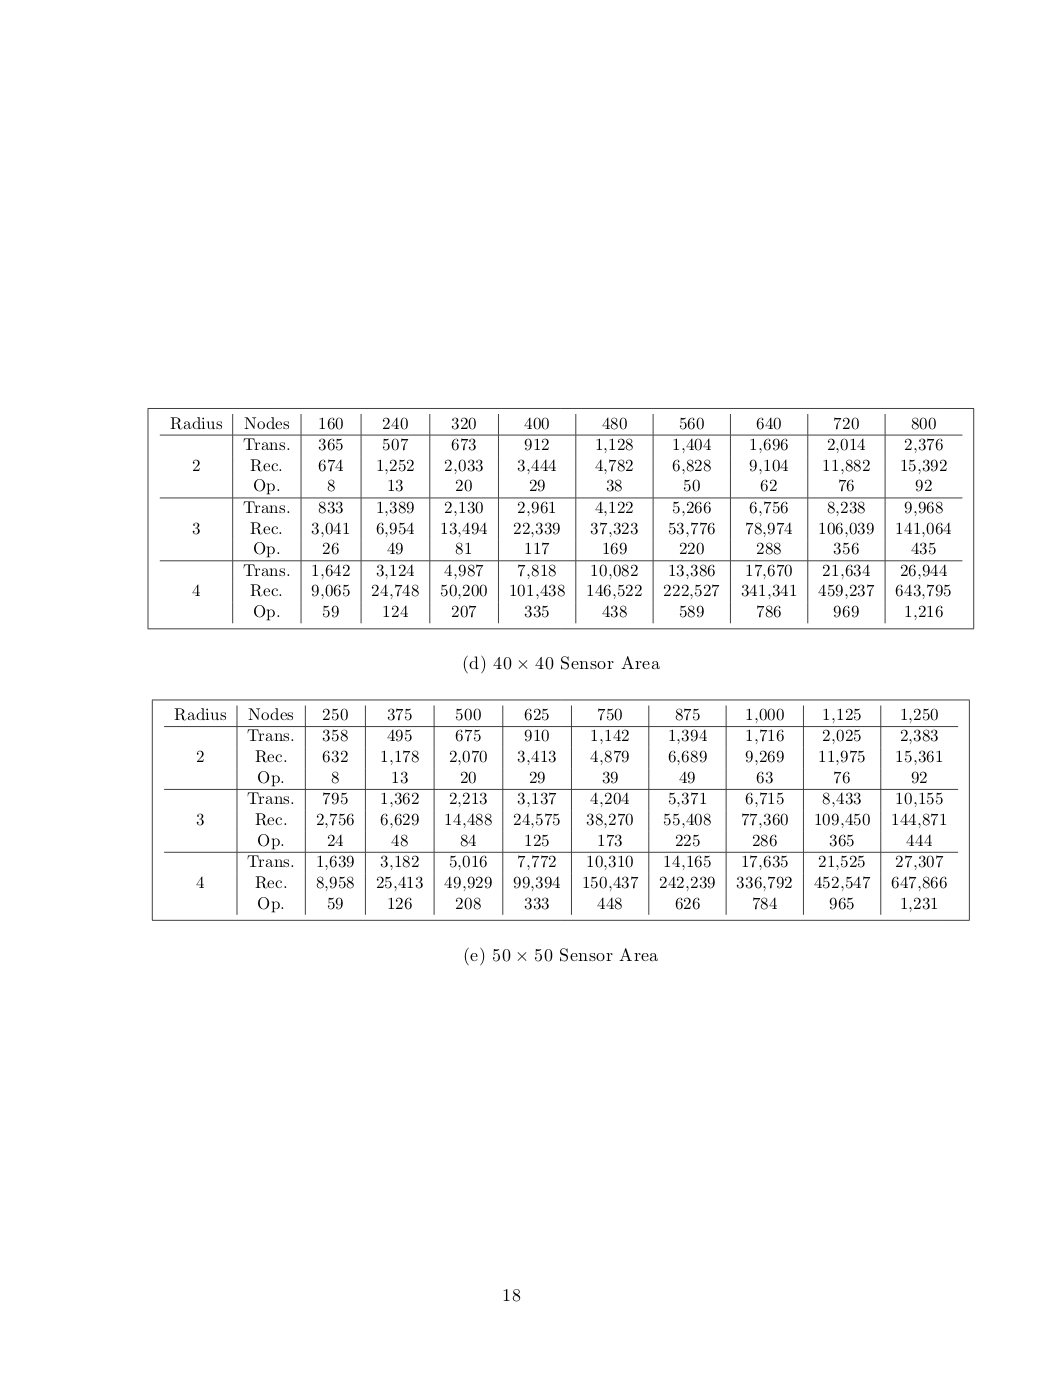 Radius Nodes 160 240 320 400 480 560 640 720 800
Trans. 365 507 673 912 1,128 1,404 1,696 2,014 2,376
2 Rec. 674 1,252 2,033 3,444 4,782 6,828 9,104 11,882 15,392
Op. 8 13 20 29 38 50 62 76 92
Trans. 833 1,389 2,130 2,961 4,122 5,266 6,756 8,238 9,968
3 Rec. 3,041 6,954 13,494 22,339 37,323 53,776 78,974 106,039 141,064
Op. 26 49 81 117 169 220 288 356 435
Trans. 1,642 3,124 4,987 7,818 10,082 13,386 17,670 21,634 26,944
4 Rec. 9,065 24,748 50,200 101,438 146,522 222,527 341,341 459,237 643,795
Op. 59 124 207 335 438 589 786 969 1,216
(d) 40 × 40 Sensor Area
Radius Nodes 250 375 500 625 750 875 1,000 1,125 1,250
Trans. 358 495 675 910 1,142 1,394 1,716 2,025 2,383
2 Rec. 632 1,178 2,070 3,413 4,879 6,689 9,269 11,975 15,361
Op. 8 13 20 29 39 49 63 76 92
Trans. 795 1,362 2,213 3,137 4,204 5,371 6,715 8,433 10,155
3 Rec. 2,756 6,629 14,488 24,575 38,270 55,408 77,360 109,450 144,871
Op. 24 48 84 125 173 225 286 365 444
Trans. 1,639 3,182 5,016 7,772 10,310 14,165 17,635 21,525 27,307
4 Rec. 8,958 25,413 49,929 99,394 150,437 242,239 336,792 452,547 647,866
Op. 59 126 208 333 448 626 784 965 1,231
(e) 50 × 50 Sensor Area
18